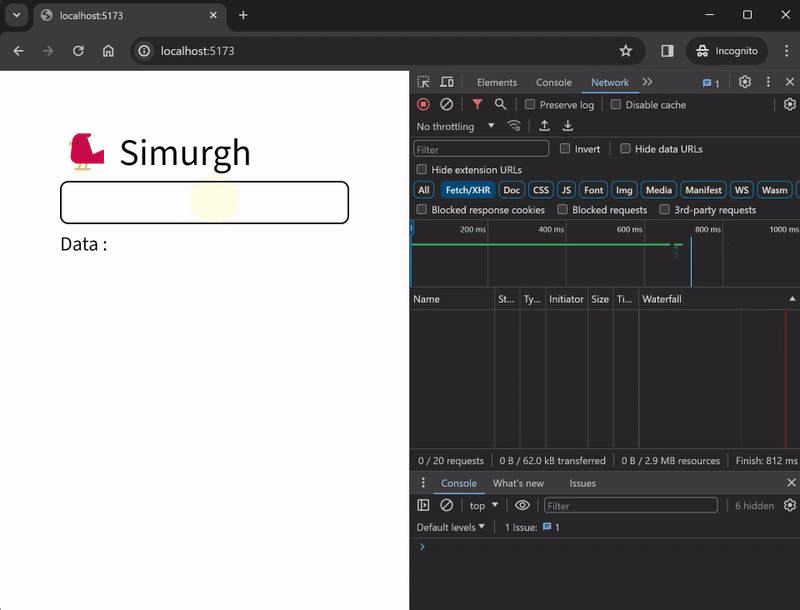 localhost:5173
localhost:5173
Incognito
Simurgh
Data :
Elements Console Network 1
Preserve log Disable cache
No throttling
Filter Invert Hide data URLs
Hide extension URLs
All Fetch/XHR Doc CSS JS Font Img Media Manifest WS Wasm
Blocked response cookies Blocked requests 3rd-party requests
200 ms 400 ms 600 ms 800 ms 1000 ms
Name St... Ty... Initiator Size Ti... Waterfall
0 / 20 requests 0 B / 62.0 kB transferred 0 B / 2.9 MB resources Finish: 812 ms
Console What's new Issues
top Filter 6 hidden
Default levels 1 Issue: 1